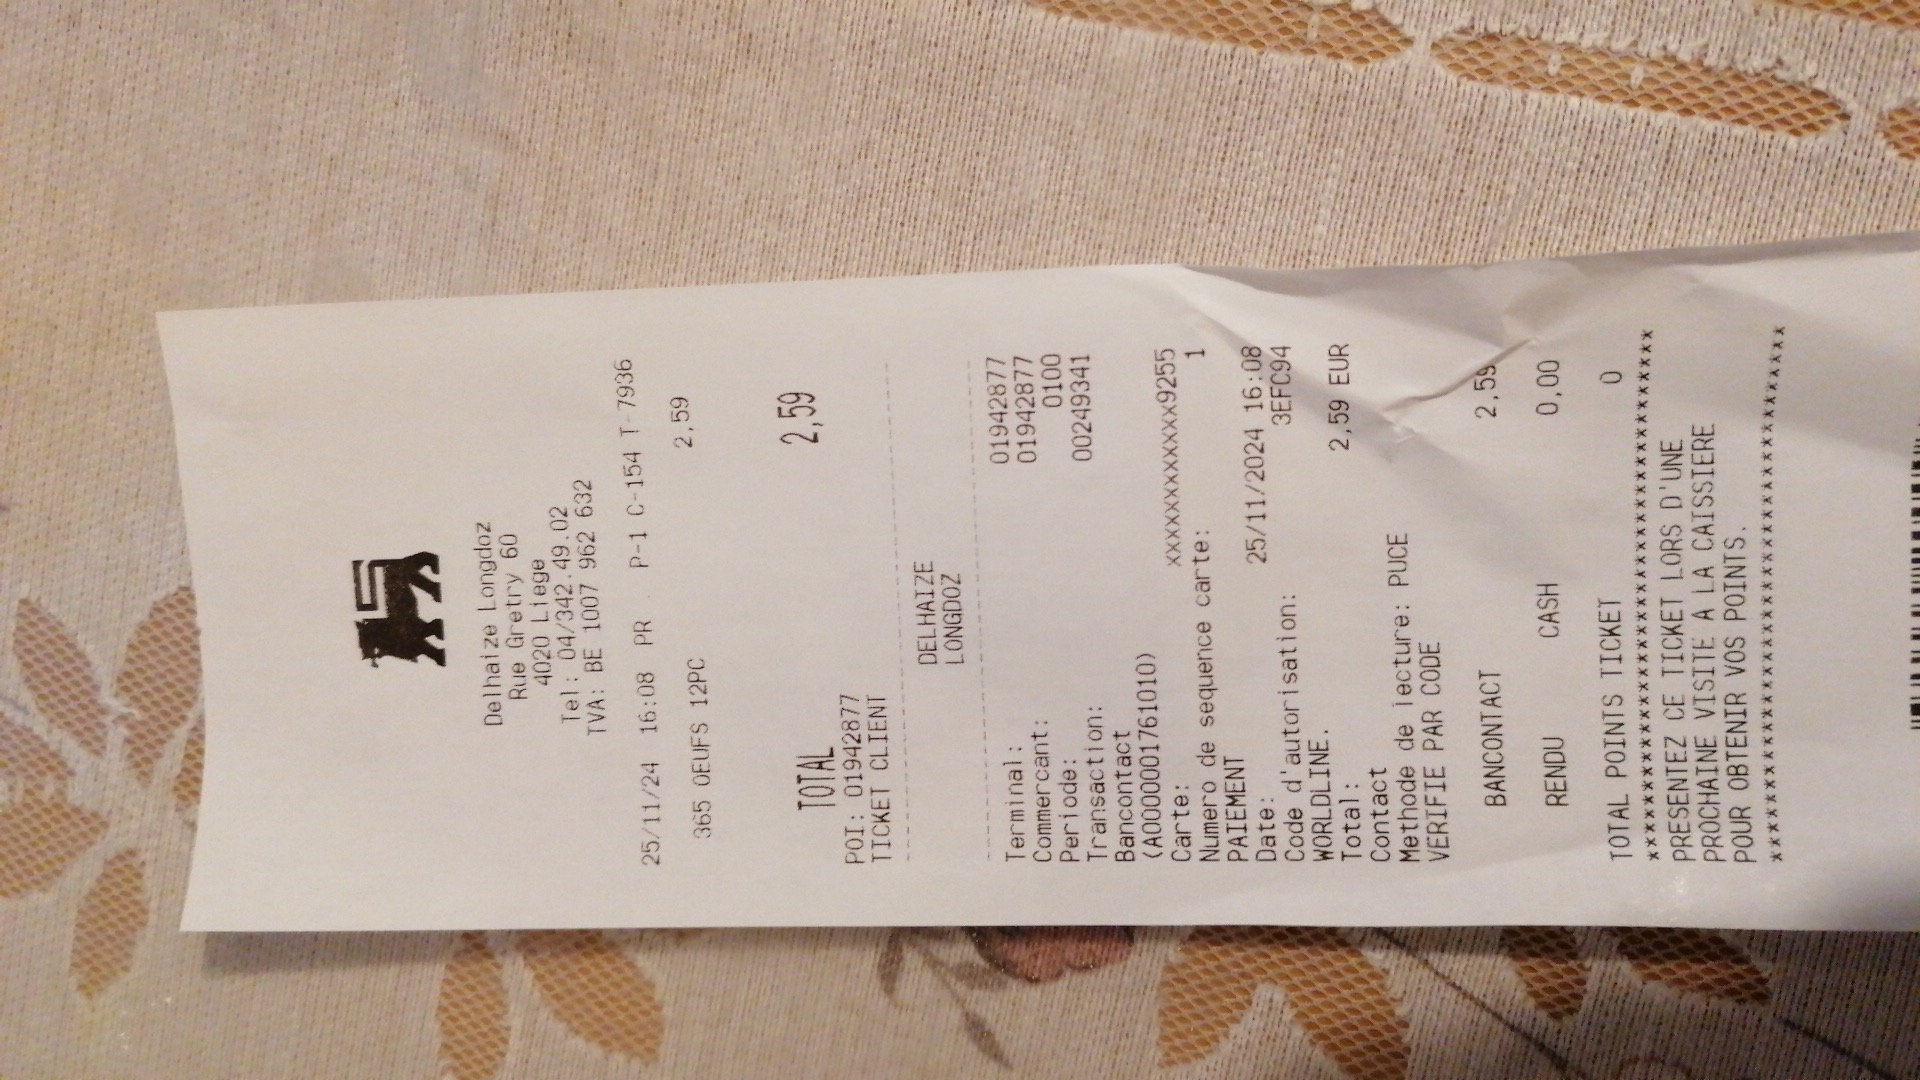 Delhaize Longdoz
Rue Gretry 60
4020 Liege
Tel : 04/342.49.02
TVA: BE 1007 962 632
25/11/24 16:08 PR . P-1 C-154 T-7936
365 OEUFS 12PC 2,59
TOTAL 2,59
POI: 01942877
TICKET CLIENT
DELHAIZE
LONGDOZ
Terminal: 01942877
Commercant: 01942877
Periode: 0100
Transaction: 00249341
Bancontact
(A0000001761010)
Carte: xxxxxxxxxxxxx9255
Numero de sequence carte: 1
PAIEMENT
Date: 25/11/2024 16:08
Code d'autorisation: 3EFC94
WORLDLINE.
Total: 2,59 EUR
Contact
Methode de lecture: PUCE
VERIFIE PAR CODE
BANCONTACT 2,59
RENDU CASH 0,00
TOTAL POINTS TICKET 0
****************************************
PRESENTEZ CE TICKET LORS D'UNE
PROCHAINE VISITE A LA CAISSIERE
POUR OBTENIR VOS POINTS.
****************************************